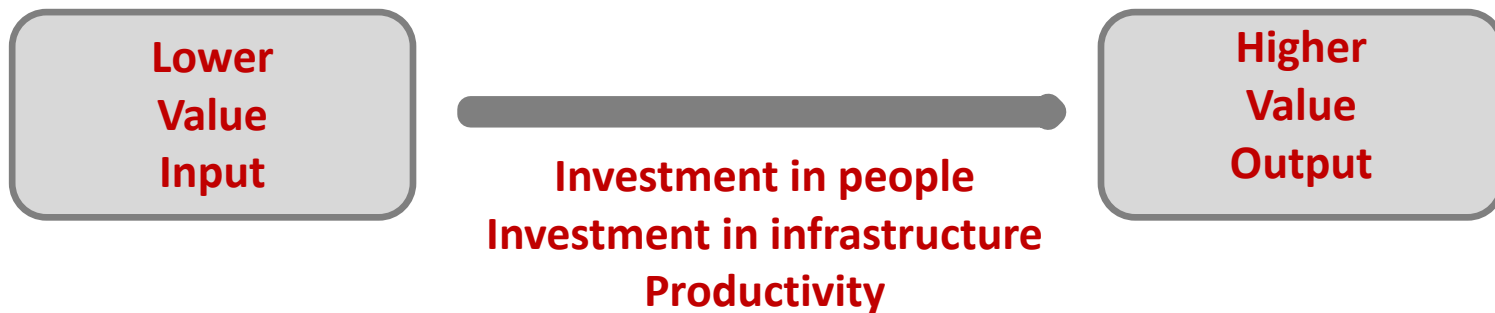 Lower
Value
Input
Investment in people
Investment in infrastructure
Productivity
Higher
Value
Output